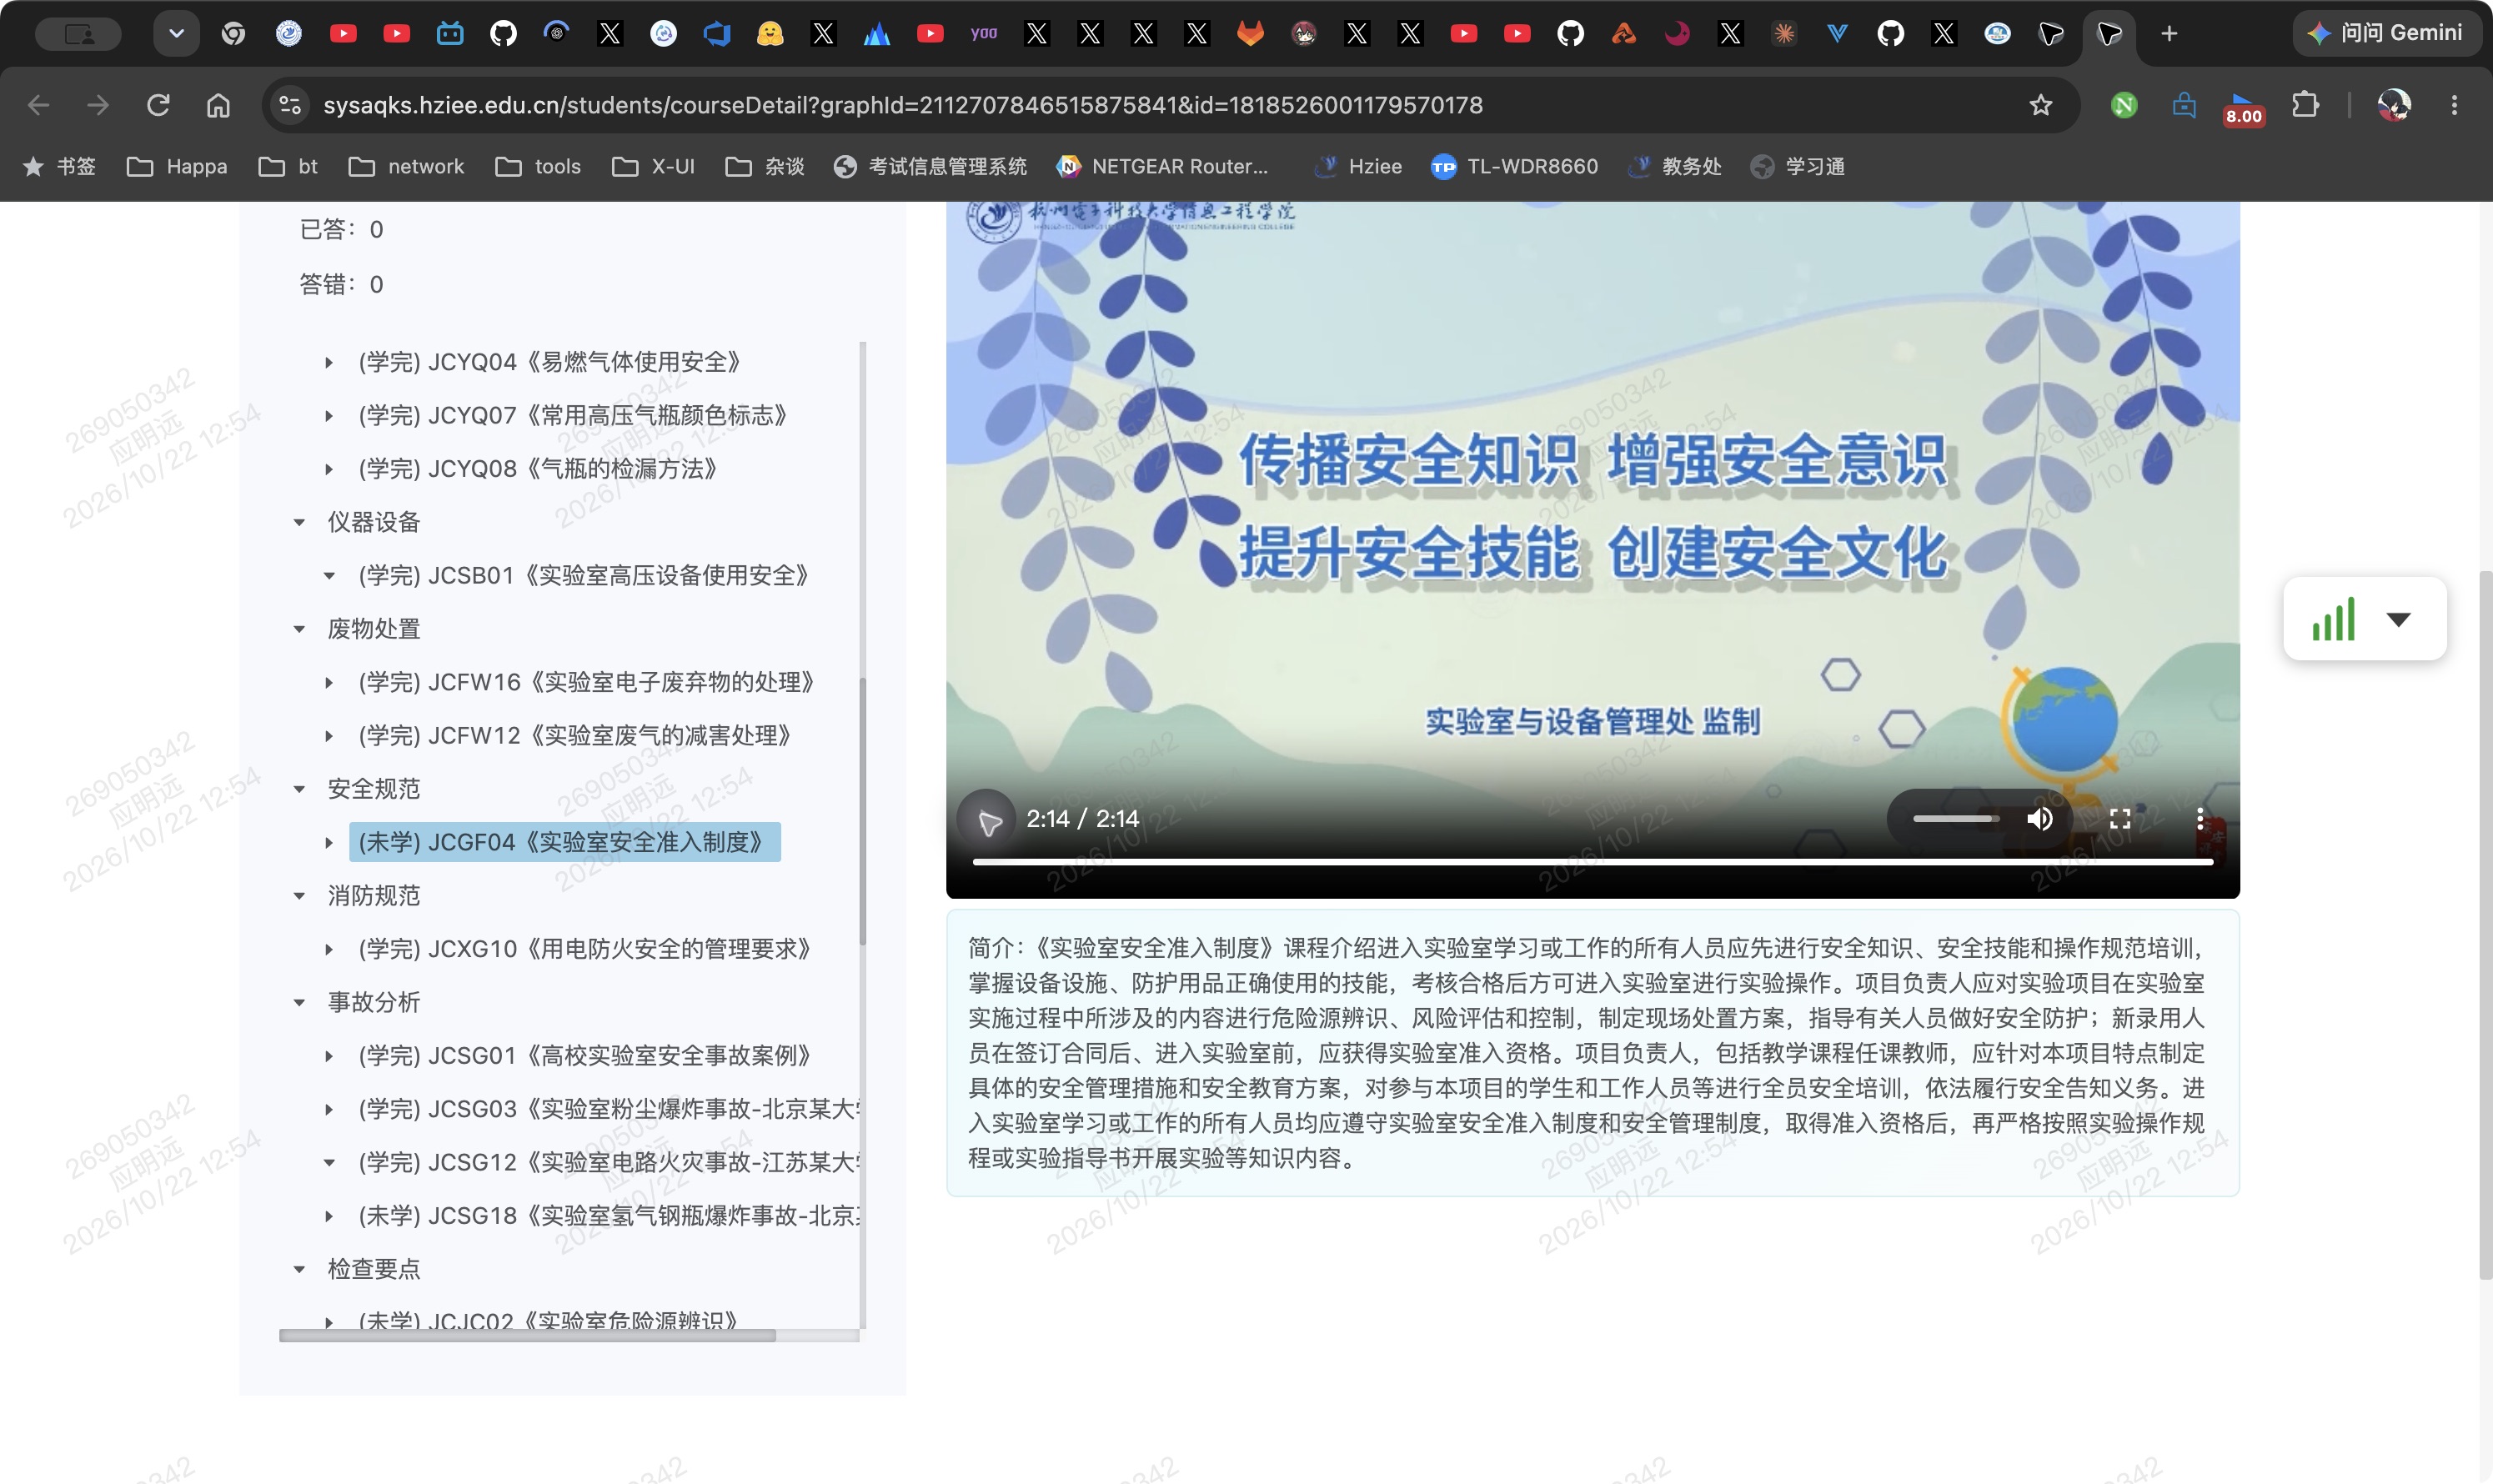 yoo
问问 Gemini
sysaqks.hziee.edu.cn/students/courseDetail?graphId=2112707846515875841&id=1818526001179570178
N
8.00
书签
Happa
bt
network
tools
X-UI
杂谈
考试信息管理系统
NETGEAR Router...
Hziee
TP
TL-WDR8660
教务处
学习通
已答：0
答错：0
(学完) JCYQ04《易燃气体使用安全》
(学完) JCYQ07《常用高压气瓶颜色标志》
(学完) JCYQ08《气瓶的检漏方法》
仪器设备
(学完) JCSB01《实验室高压设备使用安全》
废物处置
(学完) JCFW16《实验室电子废弃物的处理》
(学完) JCFW12《实验室废气的减害处理》
安全规范
(未学) JCGF04《实验室安全准入制度》
消防规范
(学完) JCXG10《用电防火安全的管理要求》
事故分析
(学完) JCSG01《高校实验室安全事故案例》
(学完) JCSG03《实验室粉尘爆炸事故-北京某大
(学完) JCSG12《实验室电路火灾事故-江苏某大
(未学) JCSG18《实验室氢气钢瓶爆炸事故-北京
检查要点
(未学) JCJC02《实验室危险源辨识》
杭州电子科技大学信息工程学院
传播安全知识 增强安全意识
提升安全技能 创建安全文化
实验室与设备管理处 监制
2:14 / 2:14
简介：《实验室安全准入制度》课程介绍进入实验室学习或工作的所有人员应先进行安全知识、安全技能和操作规范培训，
掌握设备设施、防护用品正确使用的技能，考核合格后方可进入实验室进行实验操作。项目负责人应对实验项目在实验室
实施过程中所涉及的内容进行危险源辨识、风险评估和控制，制定现场处置方案，指导有关人员做好安全防护；新录用人
员在签订合同后、进入实验室前，应获得实验室准入资格。项目负责人，包括教学课程任课教师，应针对本项目特点制定
具体的安全管理措施和安全教育方案，对参与本项目的学生和工作人员等进行全员安全培训，依法履行安全告知义务。进
入实验室学习或工作的所有人员均应遵守实验室安全准入制度和安全管理制度，取得准入资格后，再严格按照实验操作规
程或实验指导书开展实验等知识内容。
269050342
应明远
2026/10/22 12:54